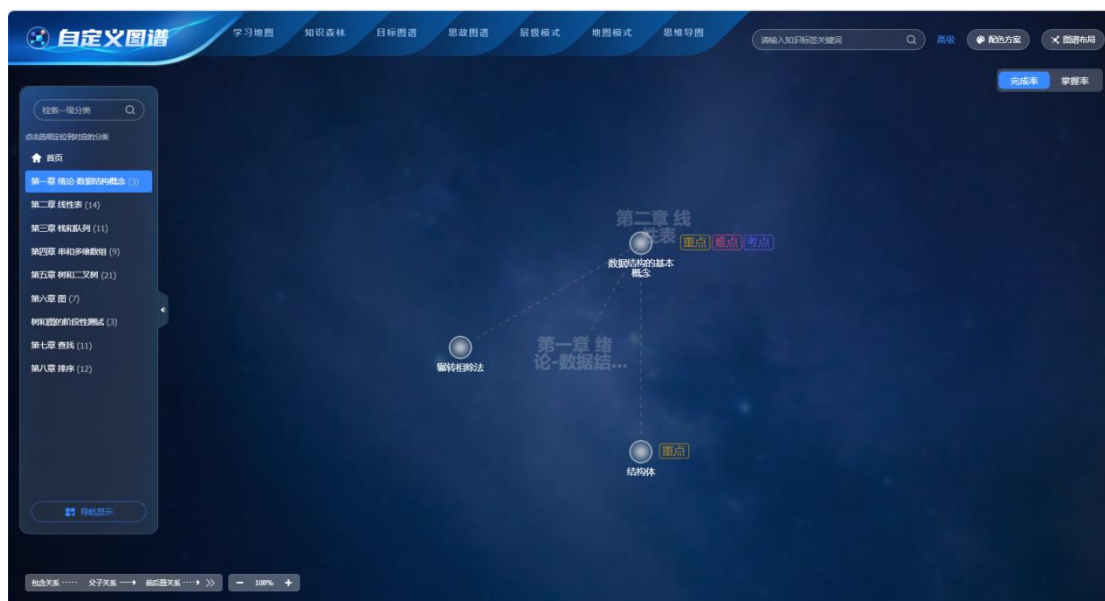 自定义图谱
学习地图 知识森林 目标图谱 思政图谱 层级模式 地图模式 思维导图
请输入知识标签关键词
高级
配色方案
图谱布局
完成率 掌握率
检索一级分类
点击选项定位到对应的分类
首页
第一章 绪论-数据结构概念 (3)
第二章 线性表 (14)
第三章 栈和队列 (11)
第四章 串和多维数组 (9)
第五章 树和二叉树 (21)
第六章 图 (7)
树和图的阶段性测试 (3)
第七章 查找 (11)
第八章 排序 (12)
导航显示
第二章 线
性表
重点 难点 考点
数据结构的基本
概念
第一章 绪
论-数据结...
辗转相除法
重点
结构体
包含关系 父子关系 前后置关系
108%